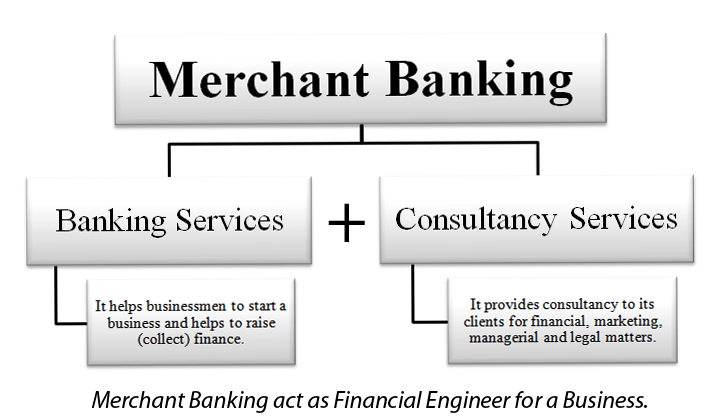 Merchant Banking
Banking Services
+
Consultancy Services
It helps businessmen to start a
business and helps to raise
(collect) finance.
It provides consultancy to its
clients for financial, marketing,
managerial and legal matters.
Merchant Banking act as Financial Engineer for a Business.